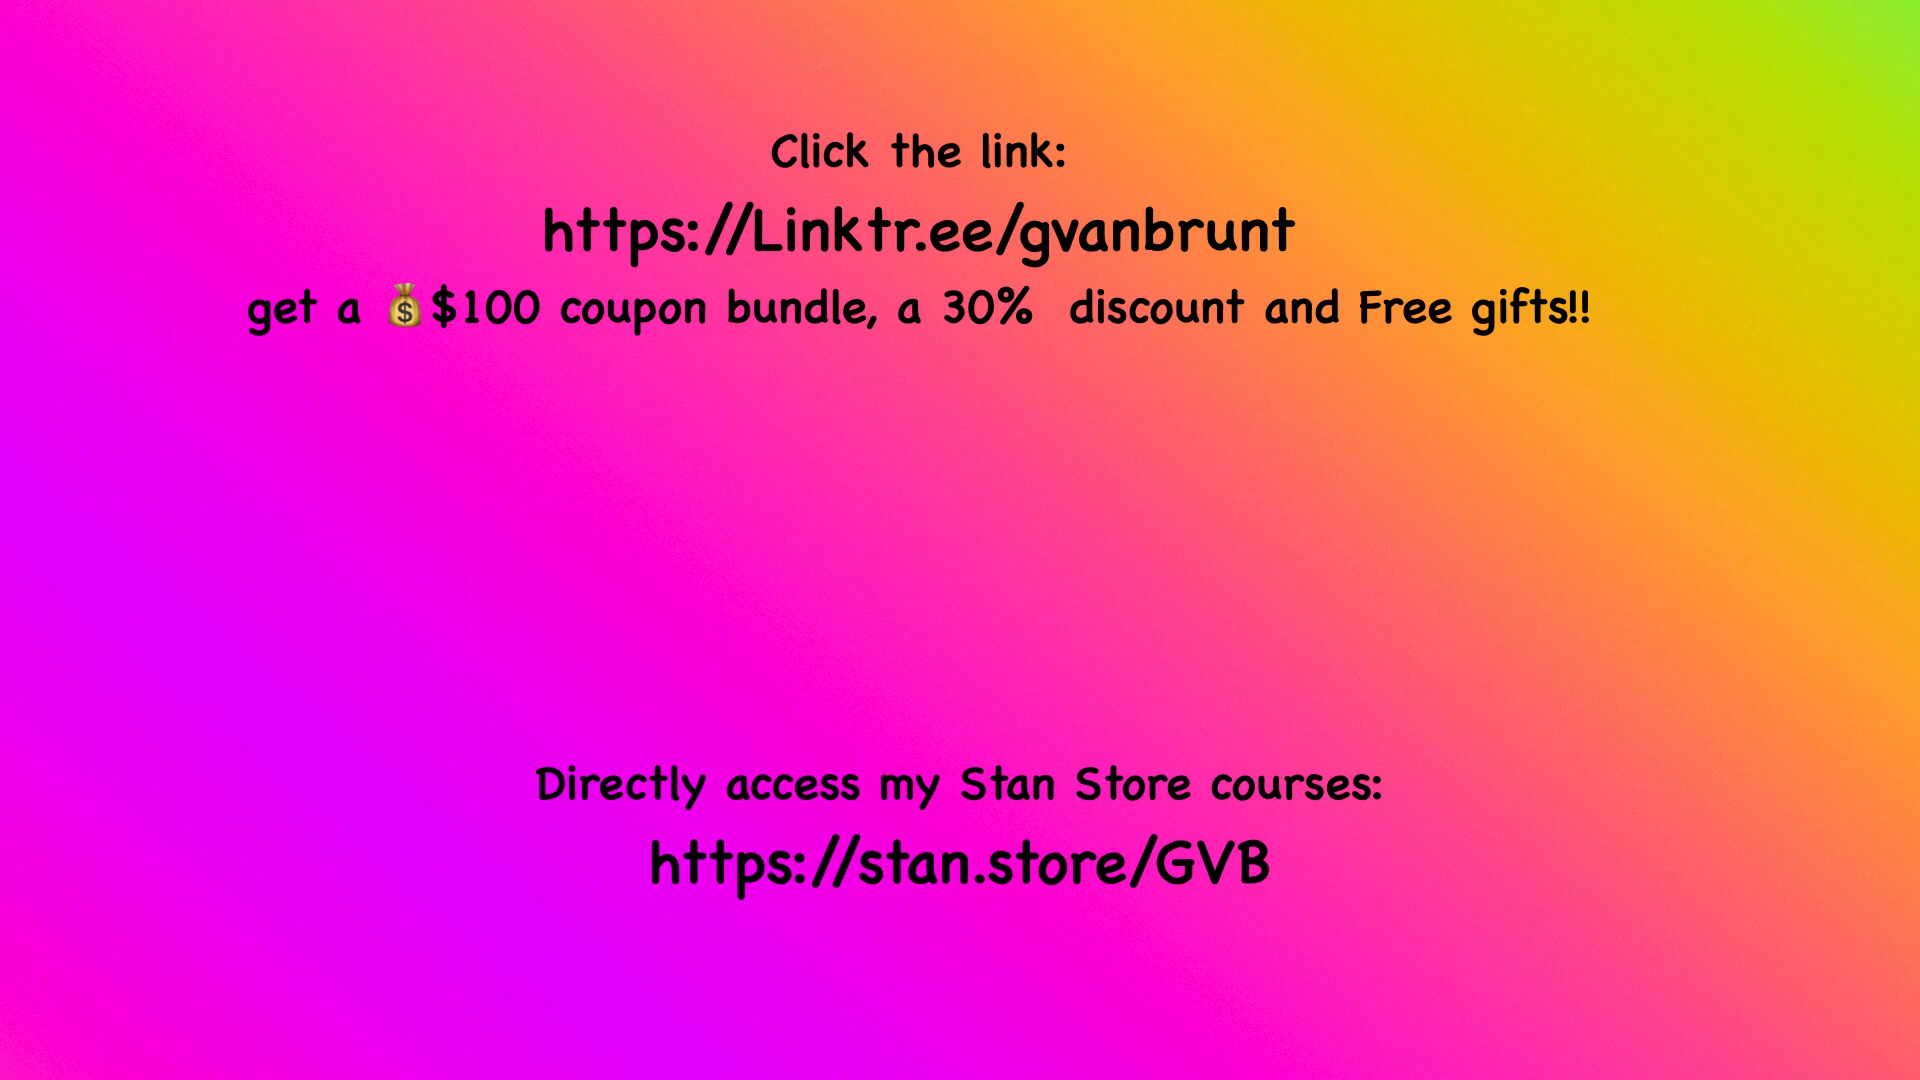 Click the link:
https://Linktr.ee/gvanbrunt
get a 💰$100 coupon bundle, a 30%  discount and Free gifts!!
Directly access my Stan Store courses:
https://stan.store/GVB